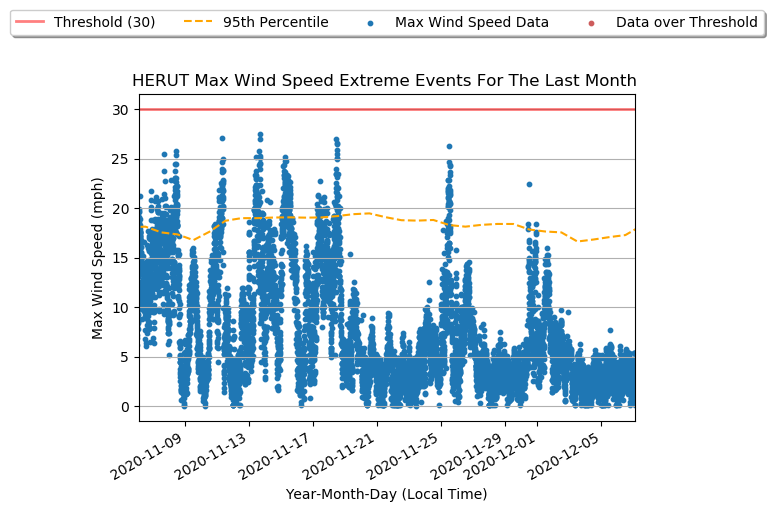 Threshold (30) 95th Percentile Max Wind Speed Data Data over Threshold
HERUT Max Wind Speed Extreme Events For The Last Month
Max Wind Speed (mph)
30
25
20
15
10
5
0
2020-11-09 2020-11-13 2020-11-17 2020-11-21 2020-11-25 2020-11-29 2020-12-01 2020-12-05
Year-Month-Day (Local Time)